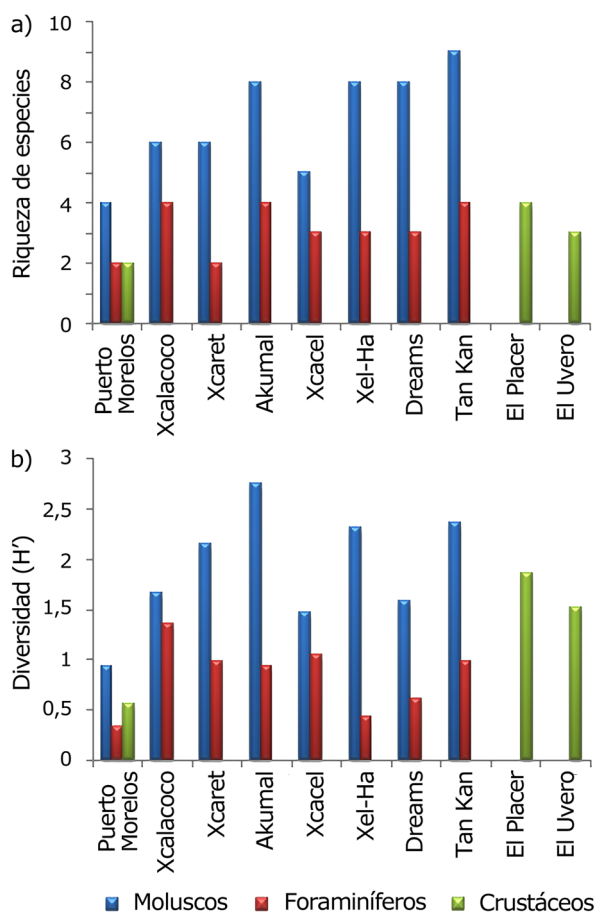 a)
Riqueza de especies
10
8
6
4
2
0
Puerto
Morelos
Xcalacoco
Xcaret
Akumal
Xcacel
Xel-Ha
Dreams
Tan Kan
El Placer
El Uvero
b)
Diversidad (H')
3
2,5
2
1,5
1
0,5
0
Puerto
Morelos
Xcalacoco
Xcaret
Akumal
Xcacel
Xel-Ha
Dreams
Tan Kan
El Placer
El Uvero
Moluscos Foraminíferos Crustáceos